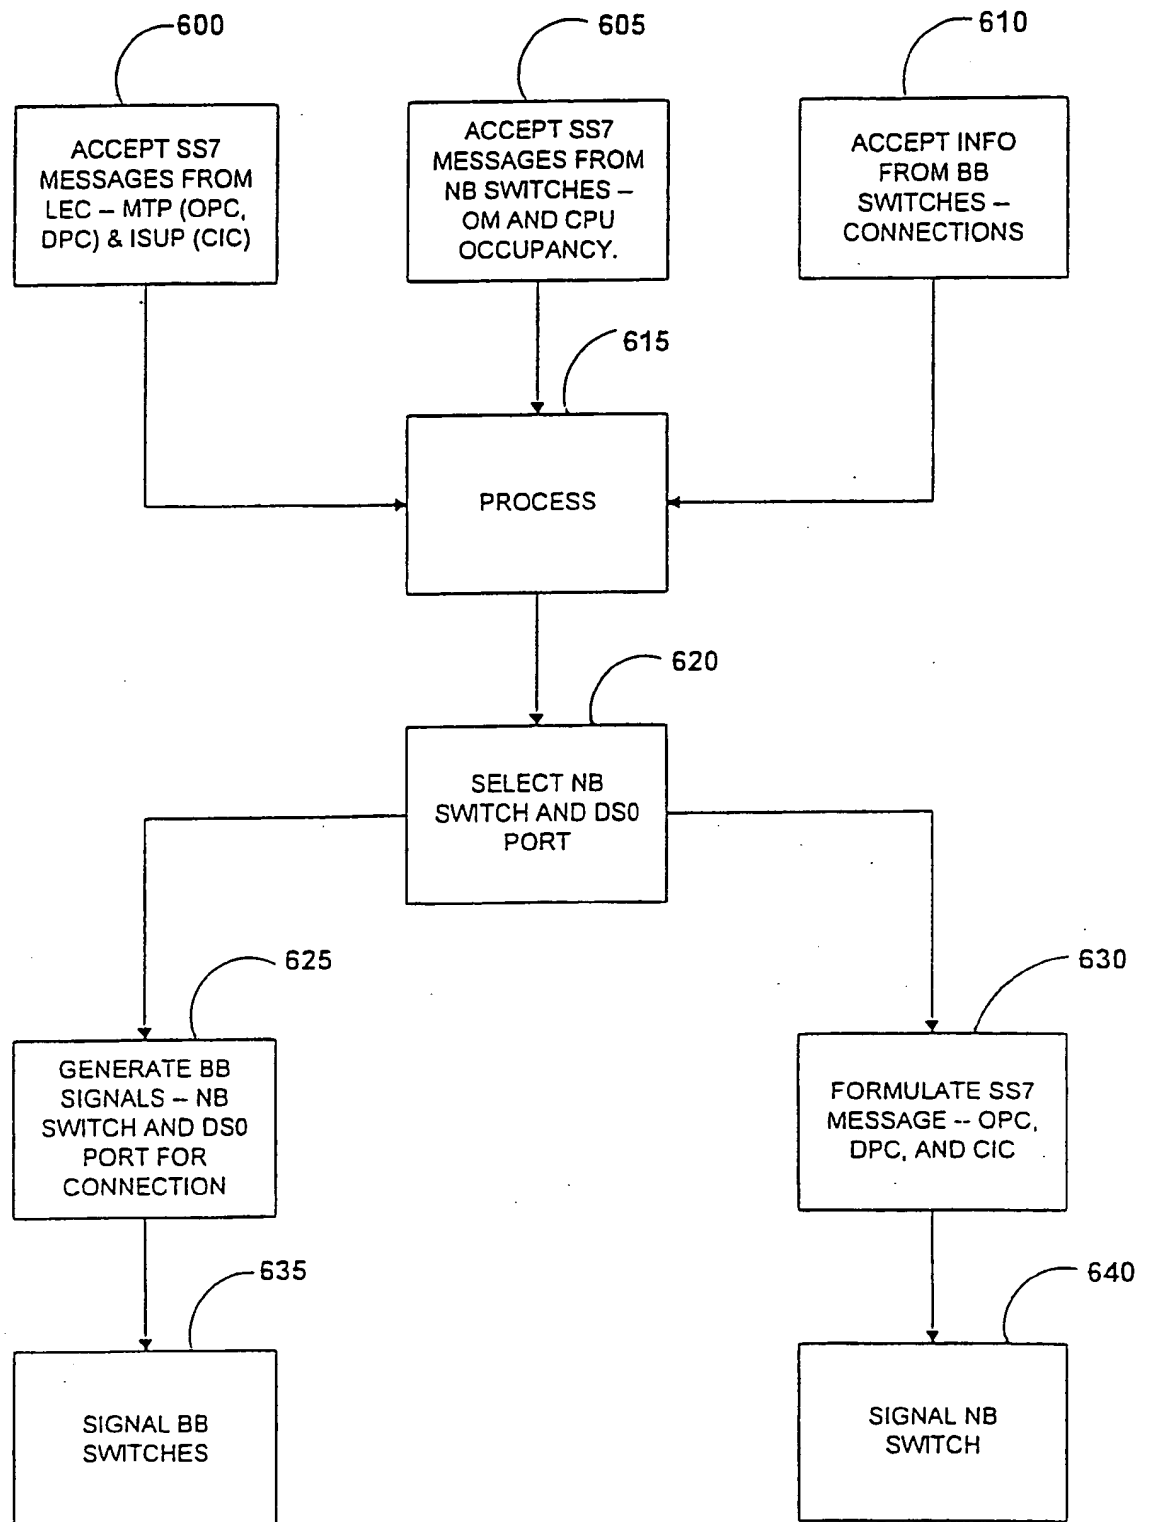 600
605
610
ACCEPT SS7
MESSAGES FROM
LEC – MTP (OPC,
DPC) & ISUP (CIC)
ACCEPT SS7
MESSAGES FROM
NB SWITCHES –
OM AND CPU
OCCUPANCY.
ACCEPT INFO
FROM BB
SWITCHES –
CONNECTIONS
615
PROCESS
620
SELECT NB
SWITCH AND DS0
PORT
625
630
GENERATE BB
SIGNALS – NB
SWITCH AND DS0
PORT FOR
CONNECTION
FORMULATE SS7
MESSAGE -- OPC,
DPC, AND CIC
635
640
SIGNAL BB
SWITCHES
SIGNAL NB
SWITCH